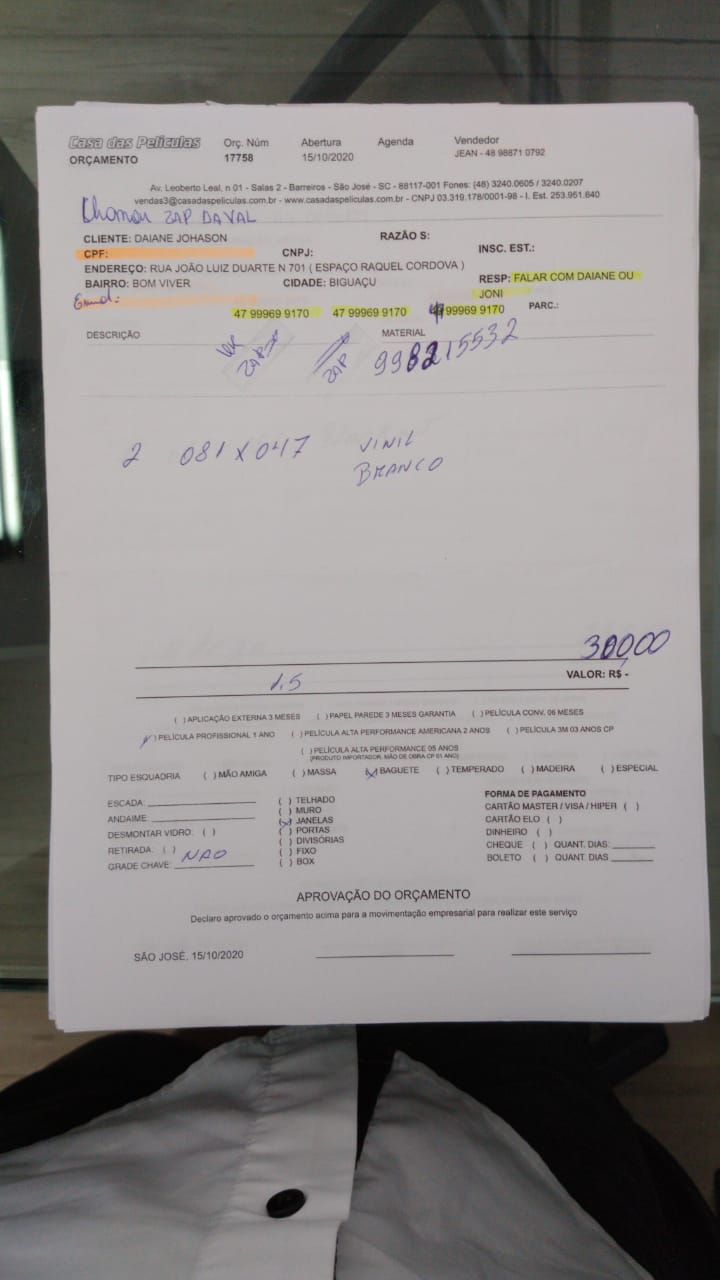 Casa das Películas
ORÇAMENTO
Orç. Núm
17758
Abertura
15/10/2020
Agenda
Vendedor
JEAN - 48 98871 0792
Av. Leoberto Leal, n 01 - Salas 2 - Barreiros - São José - SC - 88117-001 Fones: (48) 3240.0605 / 3240.0207
vendas3@casadaspeliculas.com.br - www.casadaspeliculas.com.br - CNPJ 03.319.178/0001-98 - I. Est. 253.951.640
Chamar ZAP DAVAL
CLIENTE: DAIANE JOHASON
RAZÃO S:
CPF:
CNPJ:
INSC. EST.:
ENDEREÇO: RUA JOÃO LUIZ DUARTE N 701 ( ESPAÇO RAQUEL CORDOVA )
BAIRRO: BOM VIVER
CIDADE: BIGUAÇU
RESP: FALAR COM DAIANE OU
JONI
Email:
47 99969 9170
47 99969 9170
47 99969 9170
PARC.:
DESCRIÇÃO
MATERIAL
ZAP
ZAP
998215532
2 081 X 047 VINIL
BRANCO
300,00
1.5
VALOR: R$ -
( ) APLICAÇÃO EXTERNA 3 MESES ( ) PAPEL PAREDE 3 MESES GARANTIA ( ) PELÍCULA CONV. 06 MESES
( ) PELÍCULA PROFISSIONAL 1 ANO ( ) PELÍCULA ALTA PERFORMANCE AMERICANA 2 ANOS ( ) PELÍCULA 3M 03 ANOS CP
( ) PELÍCULA ALTA PERFORMANCE 05 ANOS
(PRODUTO IMPORTADOR, MÃO DE OBRA CP 01 ANO)
TIPO ESQUADRIA ( ) MÃO AMIGA ( ) MASSA ( ) BAGUETE ( ) TEMPERADO ( ) MADEIRA ( ) ESPECIAL
ESCADA:
ANDAIME:
DESMONTAR VIDRO: ( )
RETIRADA: ( ) NAO
GRADE CHAVE:
( ) TELHADO
( ) MURO
( ) JANELAS
( ) PORTAS
( ) DIVISÓRIAS
( ) FIXO
( ) BOX
FORMA DE PAGAMENTO
CARTÃO MASTER / VISA / HIPER ( )
CARTÃO ELO ( )
DINHEIRO ( )
CHEQUE ( ) QUANT. DIAS:
BOLETO ( ) QUANT. DIAS
APROVAÇÃO DO ORÇAMENTO
Declaro aprovado o orçamento acima para a movimentação empresarial para realizar este serviço
SÃO JOSÉ, 15/10/2020